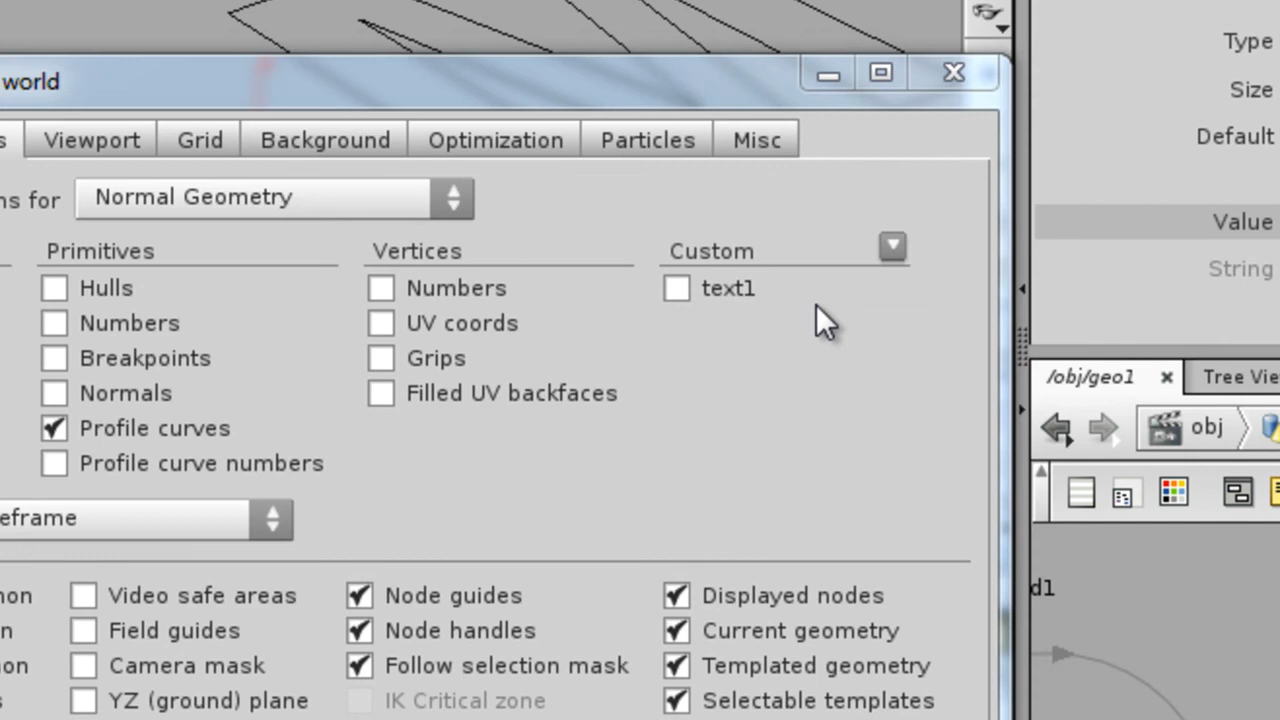 world
Type
Size
Default
Value
String
s Viewport Grid Background Optimization Particles Misc
ns for Normal Geometry
Primitives Vertices Custom
Hulls Numbers text1
Numbers UV coords
Breakpoints Grips
Normals Filled UV backfaces
Profile curves
Profile curve numbers
/obj/geo1 Tree Vie
obj
eframe
non Video safe areas Node guides Displayed nodes
n Field guides Node handles Current geometry
non Camera mask Follow selection mask Templated geometry
s YZ (ground) plane IK Critical zone Selectable templates
d1